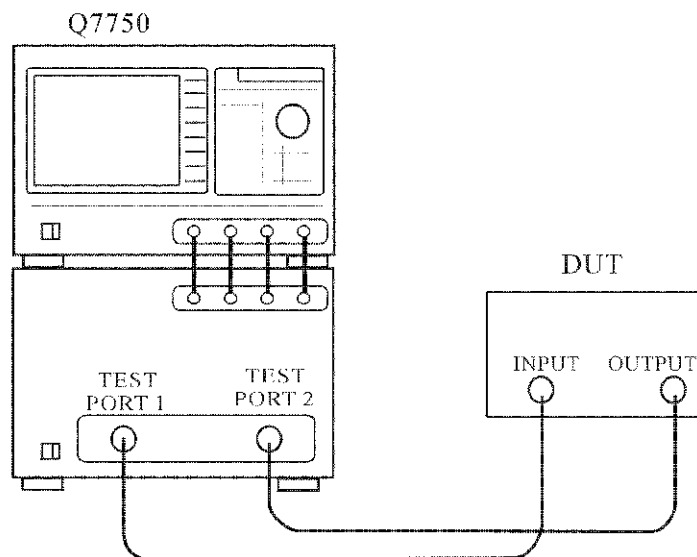 Q7750
DUT
INPUT OUTPUT
TEST
PORT 1
TEST
PORT 2